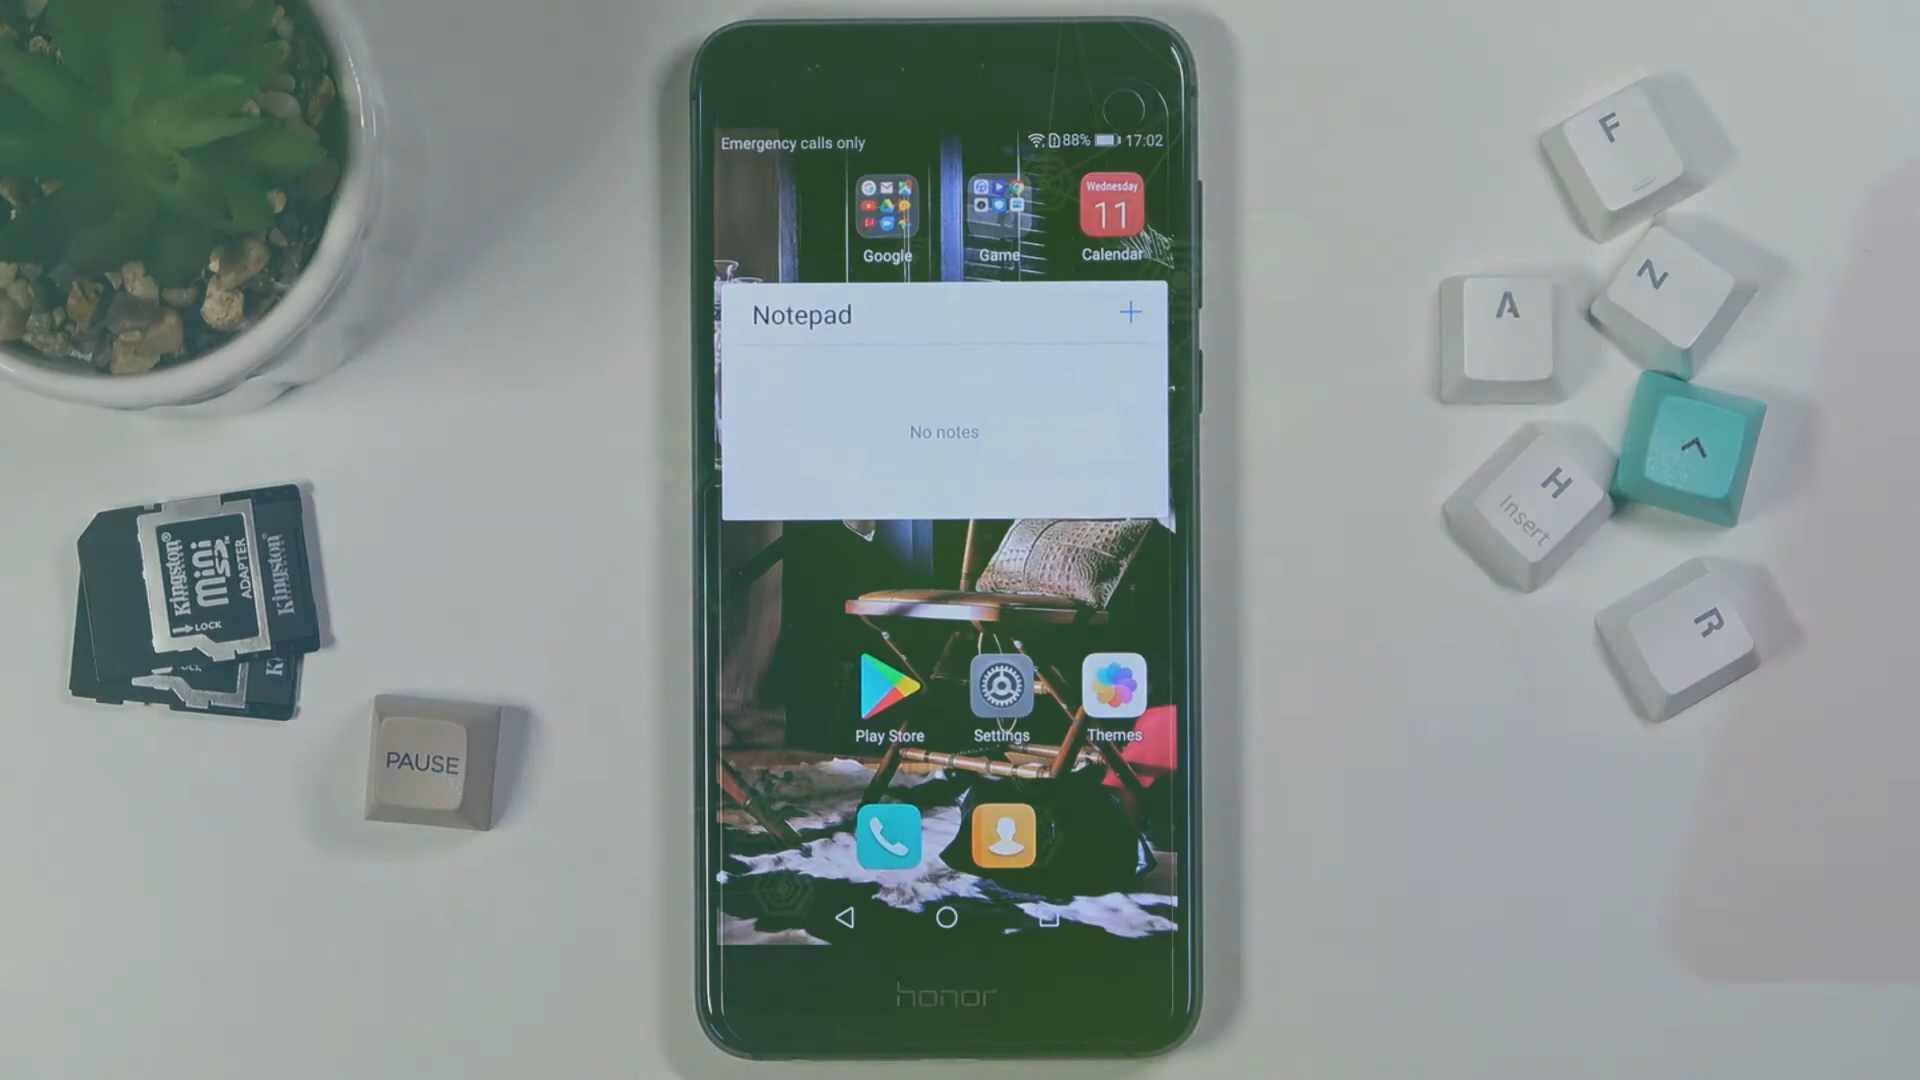 Emergency calls only
88% 17:02
Google
Game
Wednesday
11
Calendar
Notepad
No notes
Play Store
Settings
Themes
honor
Kingston®
mini
SD™
ADAPTER
LOCK
Kingston
PAUSE
F
N
A
H
Insert
R